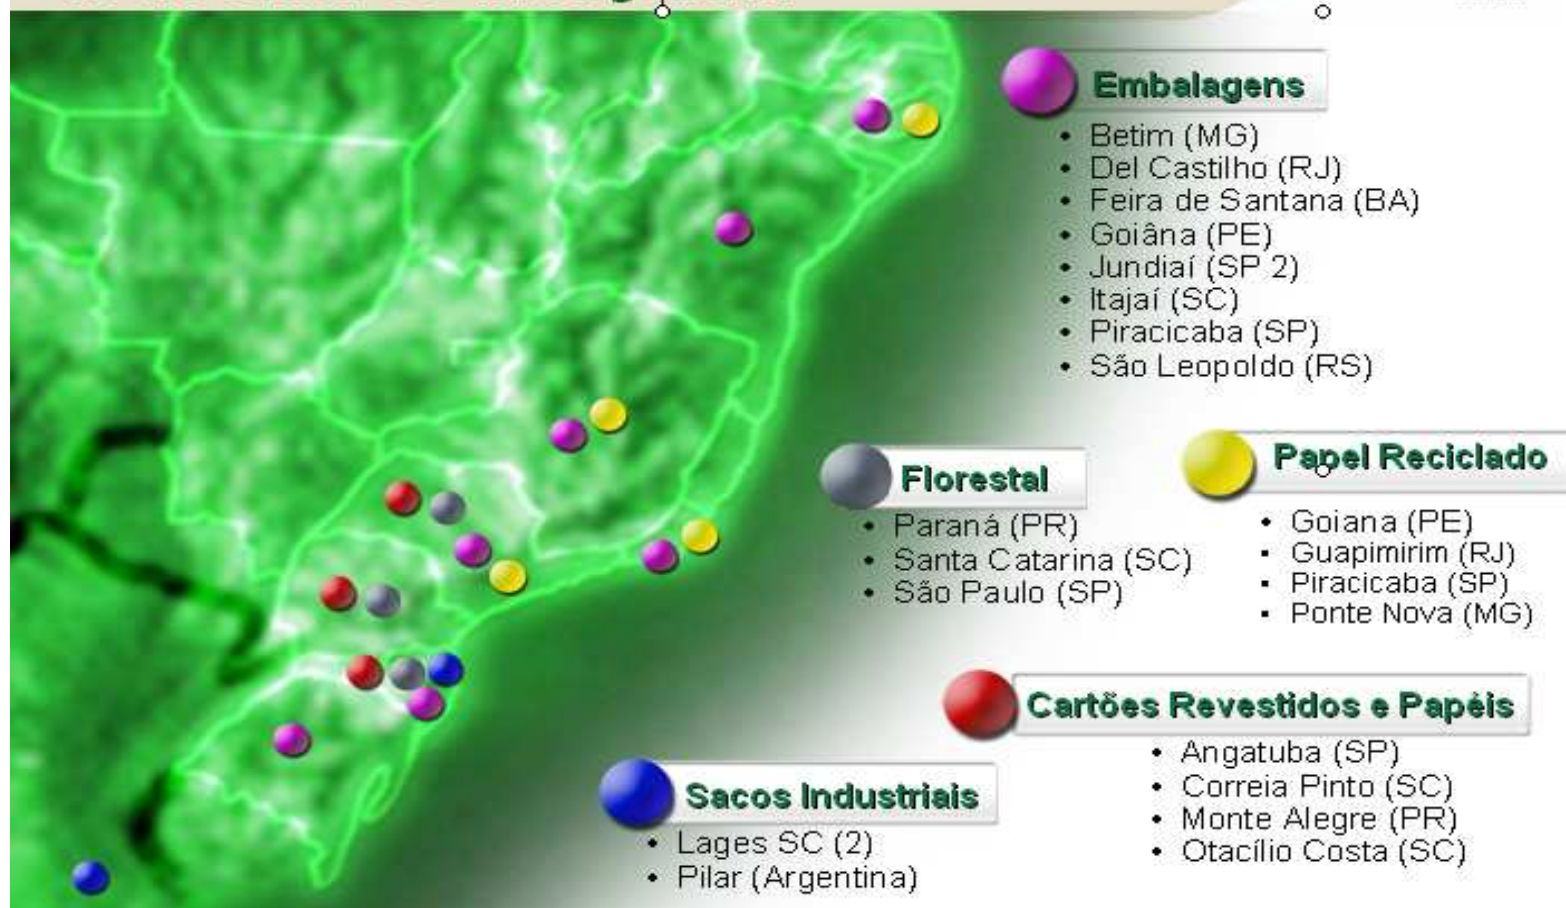 Embalagens
• Betim (MG)
• Del Castilho (RJ)
• Feira de Santana (BA)
• Goiâna (PE)
• Jundiaí (SP 2)
• Itajaí (SC)
• Piracicaba (SP)
• São Leopoldo (RS)
Florestal
• Paraná (PR)
• Santa Catarina (SC)
• São Paulo (SP)
Papel Reciclado
• Goiana (PE)
• Guapimirim (RJ)
• Piracicaba (SP)
• Ponte Nova (MG)
Cartões Revestidos e Papéis
• Angatuba (SP)
• Correia Pinto (SC)
• Monte Alegre (PR)
• Otacílio Costa (SC)
Sacos Industriais
• Lages SC (2)
• Pilar (Argentina)